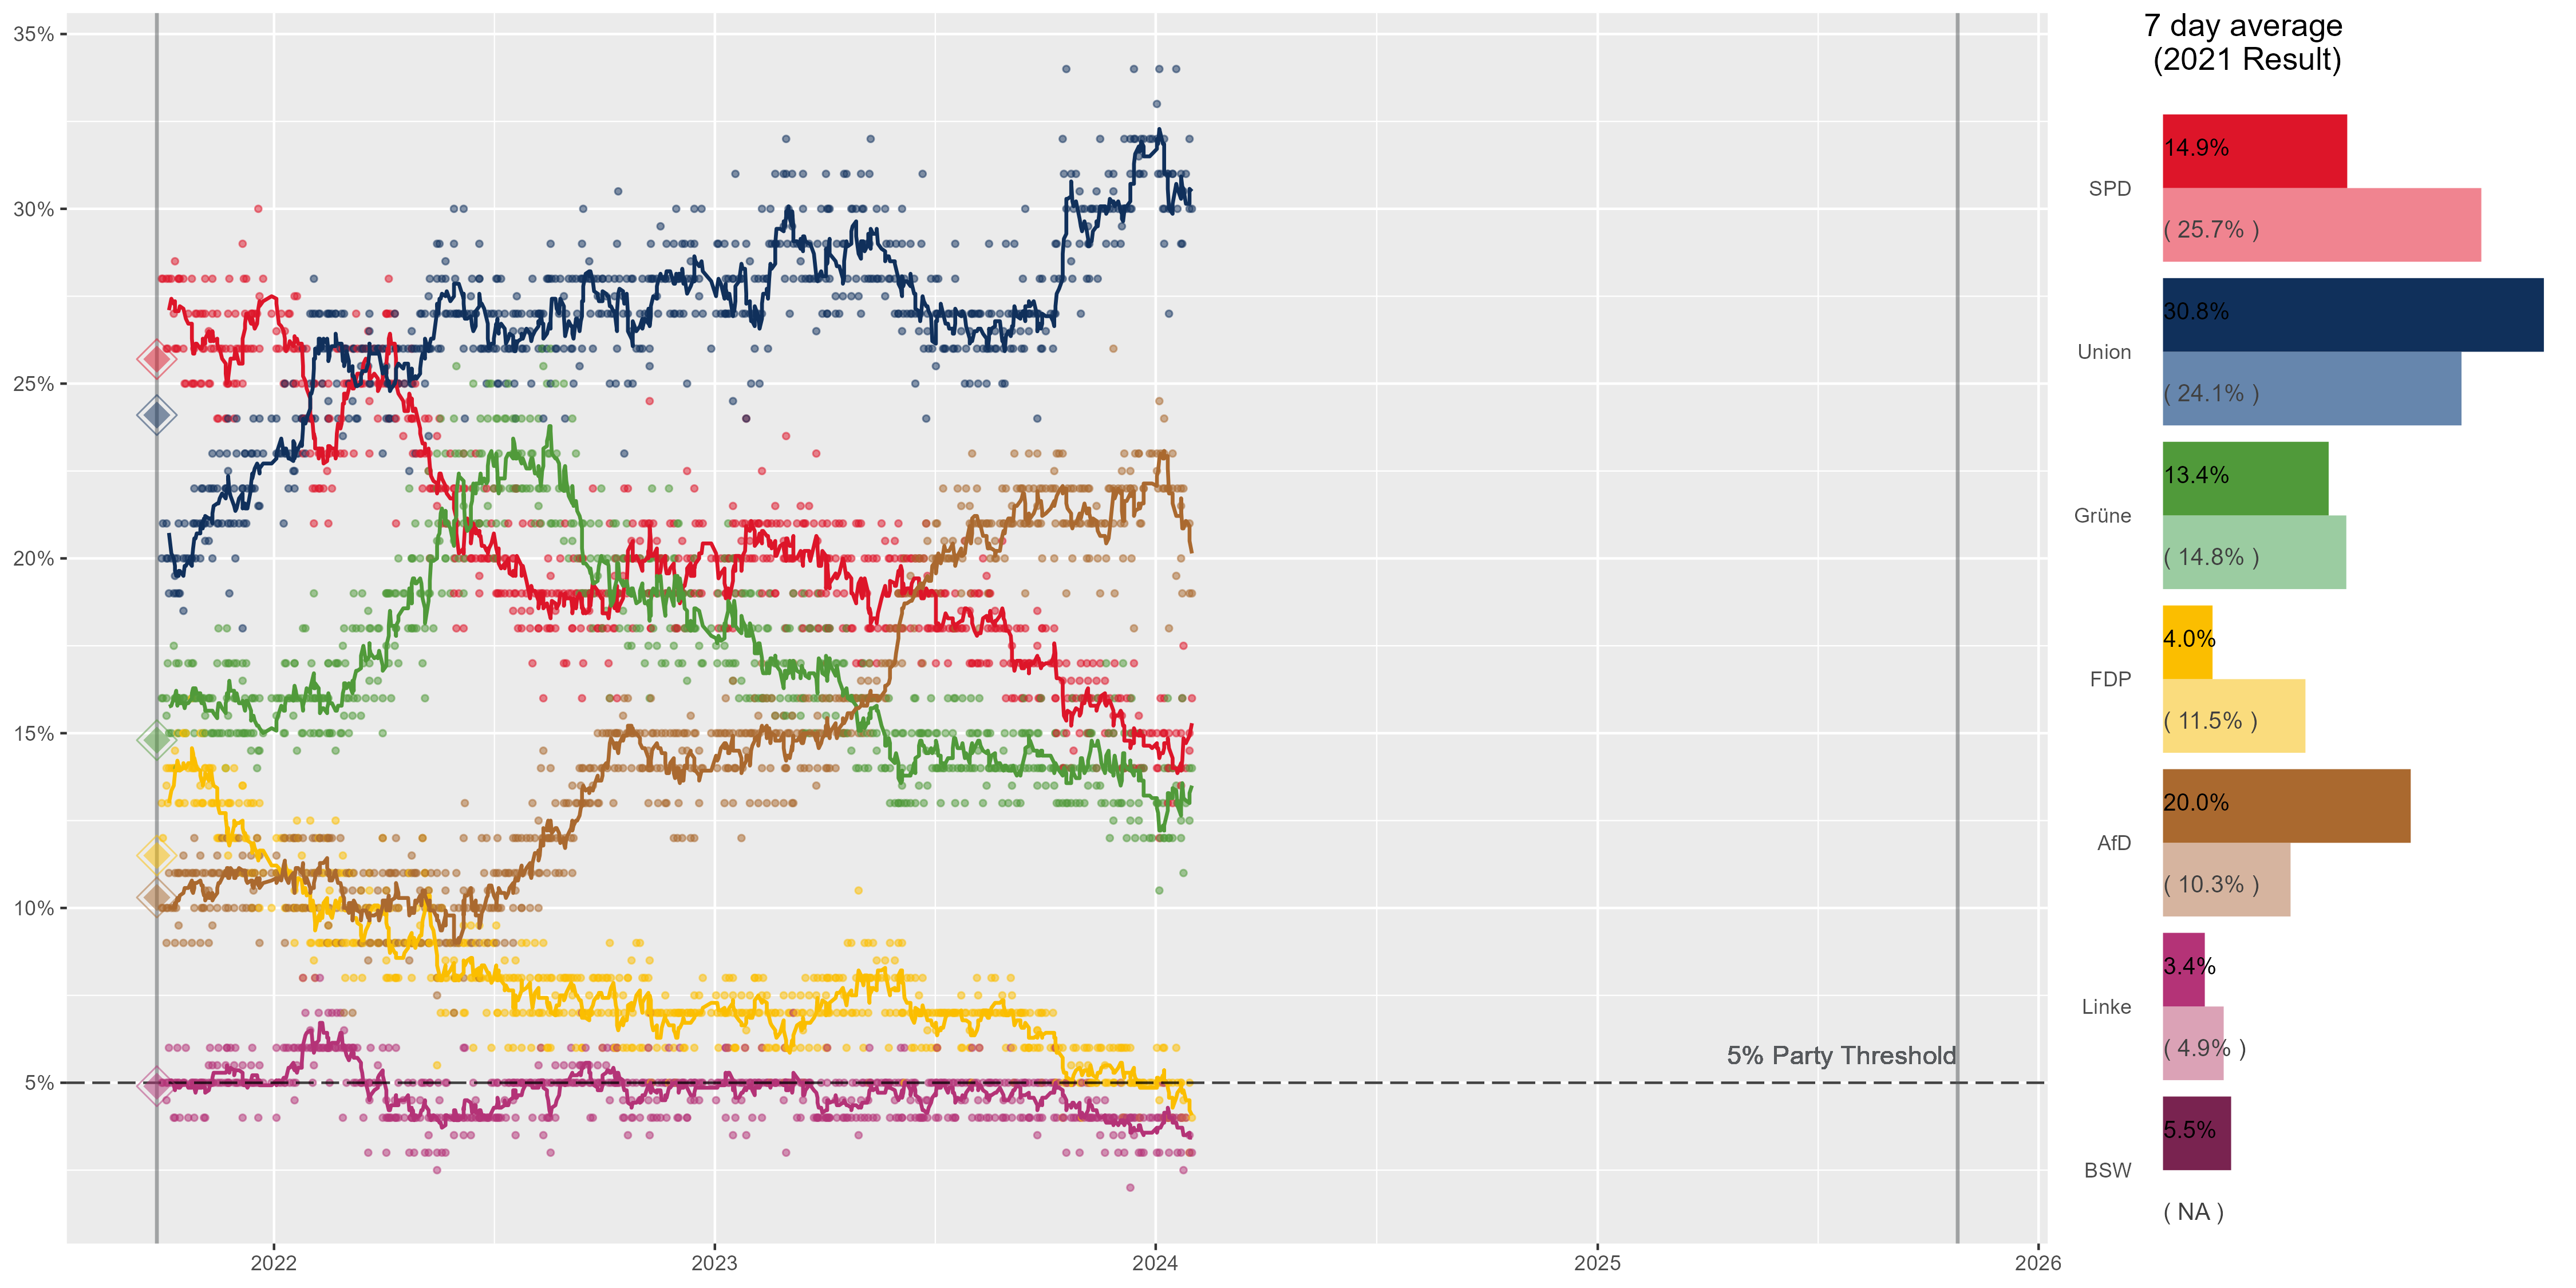 35%
30%
25%
20%
15%
10%
5%
5% Party Threshold
2022
2023
2024
2025
2026
7 day average
(2021 Result)
SPD
14.9%
( 25.7% )
Union
30.8%
( 24.1% )
Grüne
13.4%
( 14.8% )
FDP
4.0%
( 11.5% )
AfD
20.0%
( 10.3% )
Linke
3.4%
( 4.9% )
BSW
5.5%
( NA )